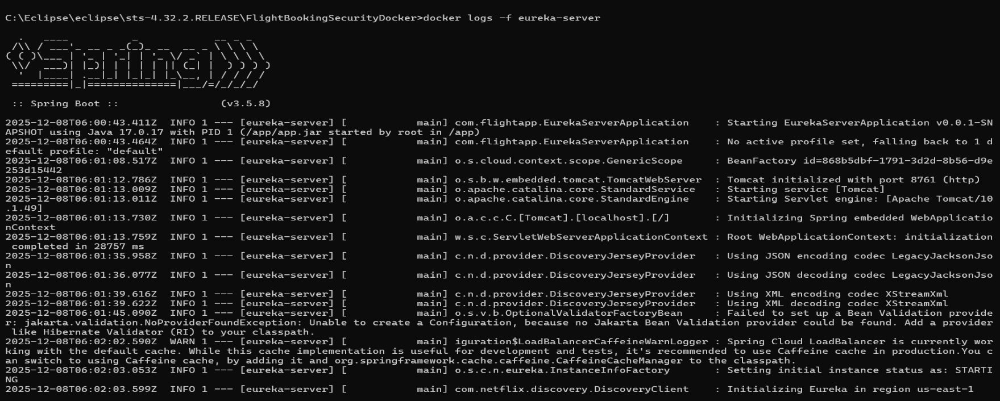 C:\Eclipse\eclipse\sts-4.32.2.RELEASE\FlightBookingSecurityDocker>docker logs -f eureka-server
  .   ____          _            __ _ _
 /\\ / ___'_ __ _ _(_)_ __  __ _ \ \ \ \
( ( )\___ | '_ | '_| | '_ \/ _` | \ \ \ \
 \\/  ___)| |_)| | | | | || (_| |  ) ) ) )
  '  |____| .__|_| |_|_| |_\__, | / / / /
 =========|_|==============|___/=/_/_/_/
 :: Spring Boot ::                (v3.5.8)
2025-12-08T06:00:43.411Z  INFO 1 --- [eureka-server] [           main] com.flightapp.EurekaServerApplication    : Starting EurekaServerApplication v0.0.1-SN
APSHOT using Java 17.0.17 with PID 1 (/app/app.jar started by root in /app)
2025-12-08T06:00:43.464Z  INFO 1 --- [eureka-server] [           main] com.flightapp.EurekaServerApplication    : No active profile set, falling back to 1 d
efault profile: "default"
2025-12-08T06:01:08.517Z  INFO 1 --- [eureka-server] [           main] o.s.cloud.context.scope.GenericScope     : BeanFactory id=868b5dbf-1791-3d2d-8b56-d9e
253d15442
2025-12-08T06:01:12.786Z  INFO 1 --- [eureka-server] [           main] o.s.b.w.embedded.tomcat.TomcatWebServer  : Tomcat initialized with port 8761 (http)
2025-12-08T06:01:13.009Z  INFO 1 --- [eureka-server] [           main] o.apache.catalina.core.StandardService   : Starting service [Tomcat]
2025-12-08T06:01:13.011Z  INFO 1 --- [eureka-server] [           main] o.apache.catalina.core.StandardEngine    : Starting Servlet engine: [Apache Tomcat/10
.1.49]
2025-12-08T06:01:13.730Z  INFO 1 --- [eureka-server] [           main] o.a.c.c.C.[Tomcat].[localhost].[/]       : Initializing Spring embedded WebApplicatio
nContext
2025-12-08T06:01:13.759Z  INFO 1 --- [eureka-server] [           main] w.s.c.ServletWebServerApplicationContext : Root WebApplicationContext: initialization
 completed in 28757 ms
2025-12-08T06:01:35.958Z  INFO 1 --- [eureka-server] [           main] c.n.d.provider.DiscoveryJerseyProvider   : Using JSON encoding codec LegacyJacksonJso
n
2025-12-08T06:01:36.077Z  INFO 1 --- [eureka-server] [           main] c.n.d.provider.DiscoveryJerseyProvider   : Using JSON decoding codec LegacyJacksonJso
n
2025-12-08T06:01:39.616Z  INFO 1 --- [eureka-server] [           main] c.n.d.provider.DiscoveryJerseyProvider   : Using XML encoding codec XStreamXml
2025-12-08T06:01:39.622Z  INFO 1 --- [eureka-server] [           main] c.n.d.provider.DiscoveryJerseyProvider   : Using XML decoding codec XStreamXml
2025-12-08T06:01:45.090Z  INFO 1 --- [eureka-server] [           main] o.s.v.b.OptionalValidatorFactoryBean     : Failed to set up a Bean Validation provide
r: jakarta.validation.NoProviderFoundException: Unable to create a Configuration, because no Jakarta Bean Validation provider could be found. Add a provider
 like Hibernate Validator (RI) to your classpath.
2025-12-08T06:02:02.590Z  WARN 1 --- [eureka-server] [           main] iguration$LoadBalancerCaffeineWarnLogger : Spring Cloud LoadBalancer is currently wor
king with the default cache. While this cache implementation is useful for development and tests, it's recommended to use Caffeine cache in production.You c
an switch to using Caffeine cache, by adding it and org.springframework.cache.caffeine.CaffeineCacheManager to the classpath.
2025-12-08T06:02:03.053Z  INFO 1 --- [eureka-server] [           main] o.s.c.n.eureka.InstanceInfoFactory       : Setting initial instance status as: STARTI
NG
2025-12-08T06:02:03.599Z  INFO 1 --- [eureka-server] [           main] com.netflix.discovery.DiscoveryClient    : Initializing Eureka in region us-east-1